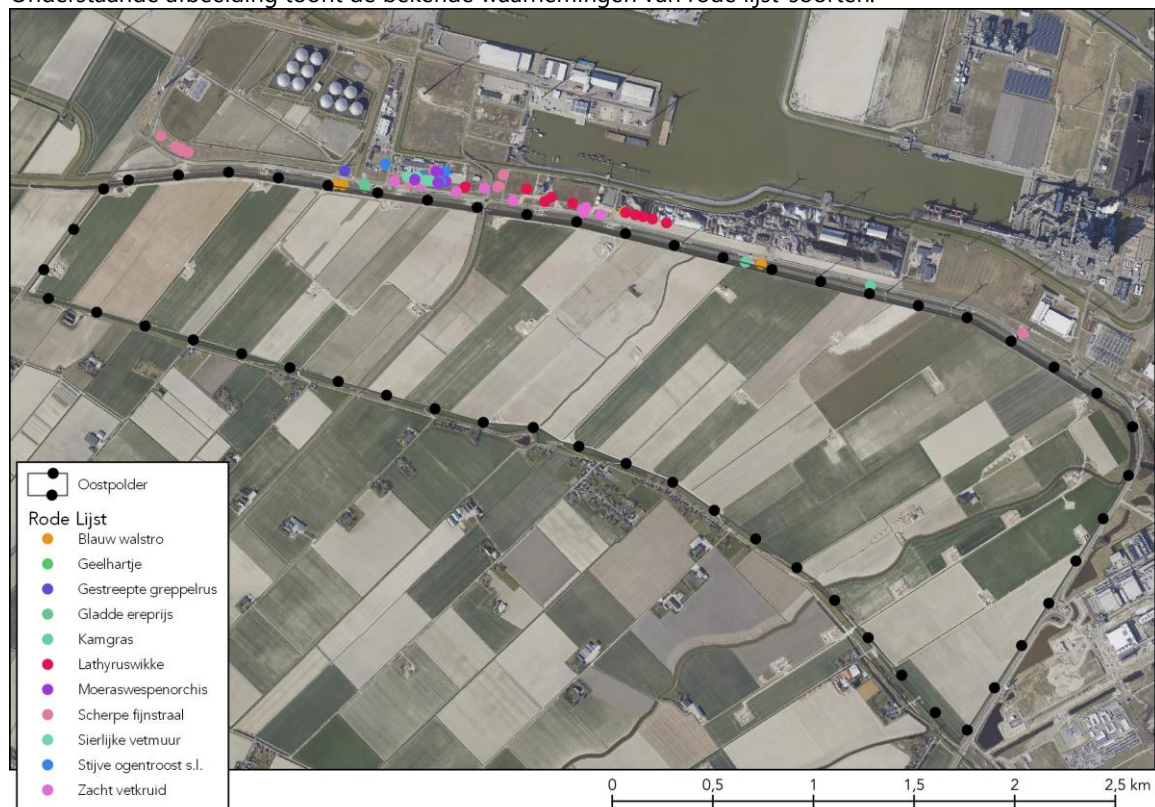 Onderstaande afbeelding toont de bekende waarnemingen van rode lijst-soorten.
Oostpolder
Rode Lijst
Blauw walstro
Geelhartje
Gestreepte greppelrus
Gladde ereprijs
Kamgras
Lathyruswikke
Moeraswespenorchis
Scherpe fijnstraal
Sierlijke vetmuur
Stijve ogentroost s.l.
Zacht vetkruid
0 0,5 1 1,5 2 2,5 km